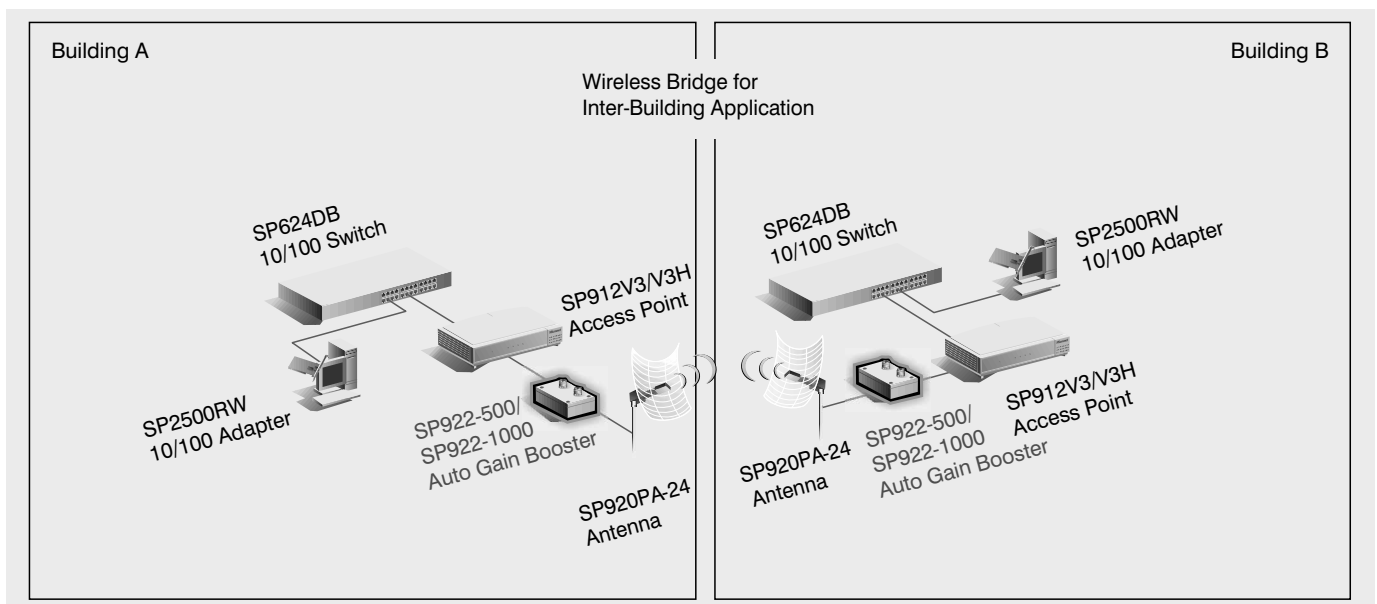 Building A
Building B
Wireless Bridge for
Inter-Building Application
SP624DB
10/100 Switch
SP912V3/V3H
Access Point
SP2500RW
10/100 Adapter
SP922-500/
SP922-1000
Auto Gain Booster
SP920PA-24
Antenna
SP624DB
10/100 Switch
SP2500RW
10/100 Adapter
SP912V3/V3H
Access Point
SP922-500/
SP922-1000
Auto Gain Booster
SP920PA-24
Antenna